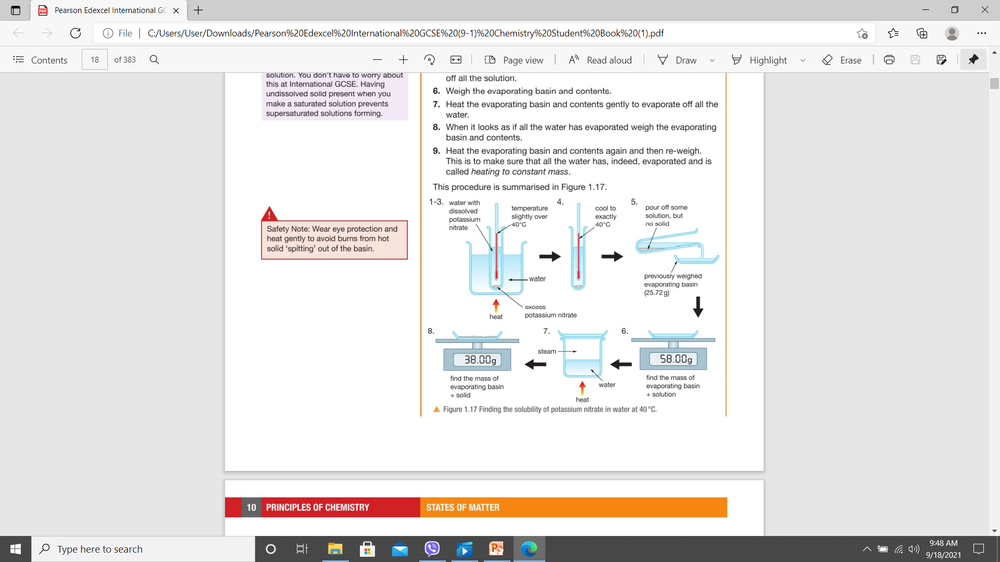 Pearson Edexcel International GC
File
C:/Users/User/Downloads/Pearson%20Edexcel%20International%20GCSE%20(9-1)%20Chemistry%20Student%20Book%20(1).pdf
Contents
18
of 383
Page view
Read aloud
Draw
Highlight
Erase
solution. You don't have to worry about
this at International GCSE. Having
undissolved solid present when you
make a saturated solution prevents
supersaturated solutions forming.
off all the solution.
6. Weigh the evaporating basin and contents.
7. Heat the evaporating basin and contents gently to evaporate off all the
water.
8. When it looks as if all the water has evaporated weigh the evaporating
basin and contents.
9. Heat the evaporating basin and contents again and then re-weigh.
This is to make sure that all the water has, indeed, evaporated and is
called heating to constant mass.
This procedure is summarised in Figure 1.17.
!
Safety Note: Wear eye protection and
heat gently to avoid burns from hot
solid 'spitting' out of the basin.
1-3.
water with
dissolved
potassium
nitrate
temperature
slightly over
40°C
water
excess
potassium nitrate
heat
4.
cool to
exactly
40°C
5.
pour off some
solution, but
no solid
previously weighed
evaporating basin
(25.72 g)
8.
38.00g
find the mass of
evaporating basin
+ solid
7.
steam
water
heat
6.
58.00g
find the mass of
evaporating basin
+ solution
Figure 1.17 Finding the solubility of potassium nitrate in water at 40 °C.
10
PRINCIPLES OF CHEMISTRY
STATES OF MATTER
Type here to search
9:48 AM
9/18/2021